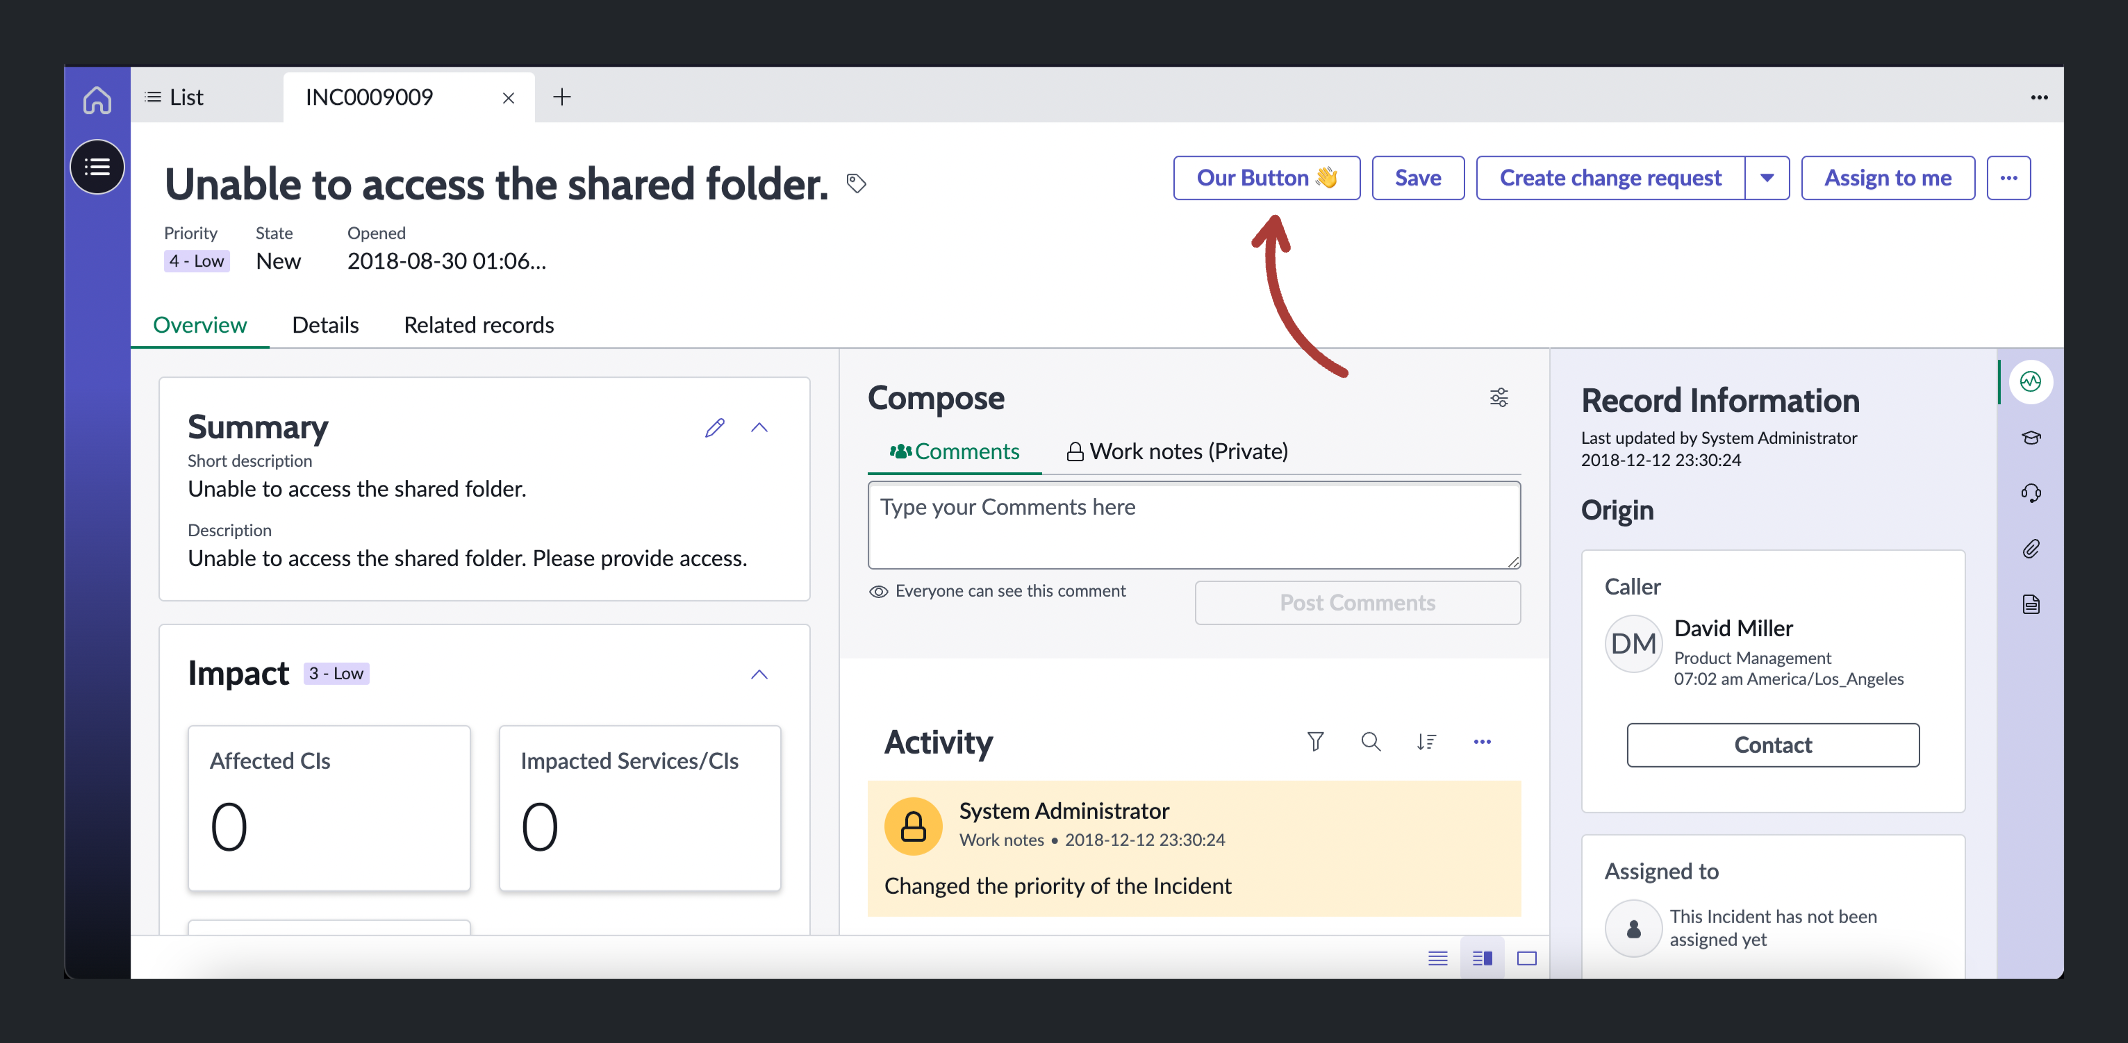 List
INC0009009
Unable to access the shared folder.
Our Button 👋
Save
Create change request
Assign to me
Priority
State
Opened
4 - Low
New
2018-08-30 01:06...
Overview
Details
Related records
Summary
Short description
Unable to access the shared folder.
Description
Unable to access the shared folder. Please provide access.
Impact
3 - Low
Affected CIs
0
Impacted Services/CIs
0
Compose
Comments
Work notes (Private)
Type your Comments here
Everyone can see this comment
Post Comments
Activity
System Administrator
Work notes • 2018-12-12 23:30:24
Changed the priority of the Incident
Record Information
Last updated by System Administrator
2018-12-12 23:30:24
Origin
Caller
DM
David Miller
Product Management
07:02 am America/Los_Angeles
Contact
Assigned to
This Incident has not been
assigned yet